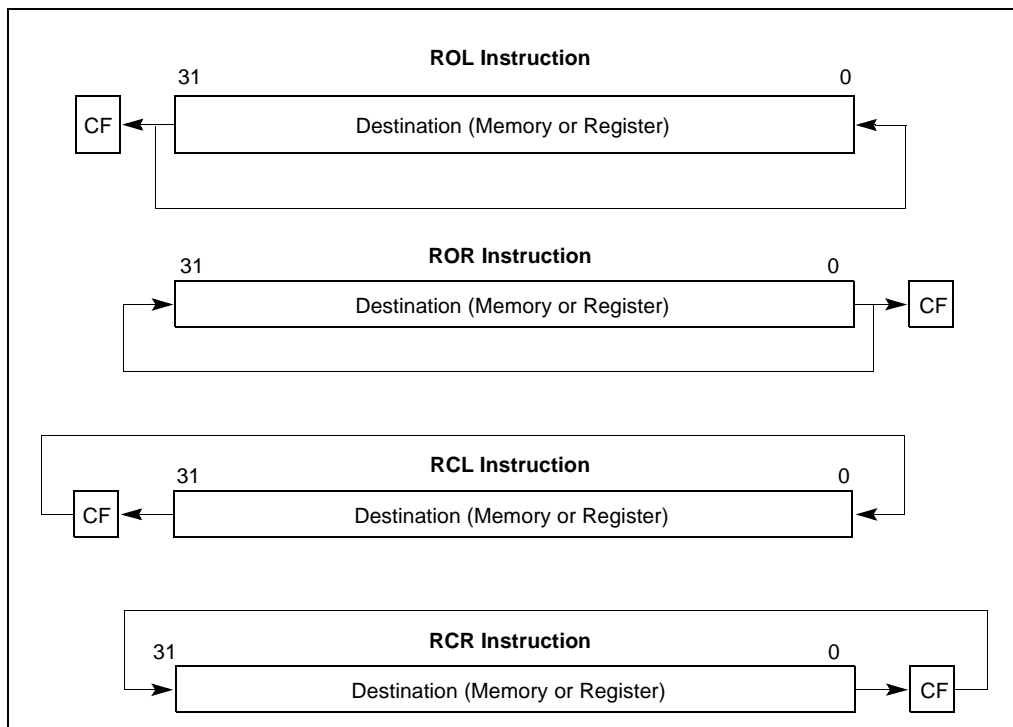 ROL Instruction
31 0
CF Destination (Memory or Register)
ROR Instruction
31 0
Destination (Memory or Register) CF
RCL Instruction
31 0
CF Destination (Memory or Register)
RCR Instruction
31 0
Destination (Memory or Register) CF